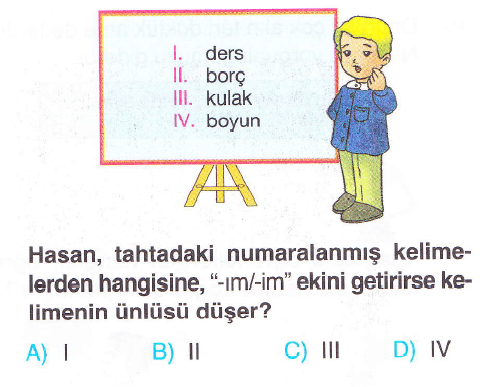 I. ders
II. borç
III. kulak
IV. boyun
Hasan, tahtadaki numaralanmış kelime-
lerden hangisine, “-ım/-im” ekini getirirse ke-
limenin ünlüsü düşer?
A) I B) II C) III D) IV